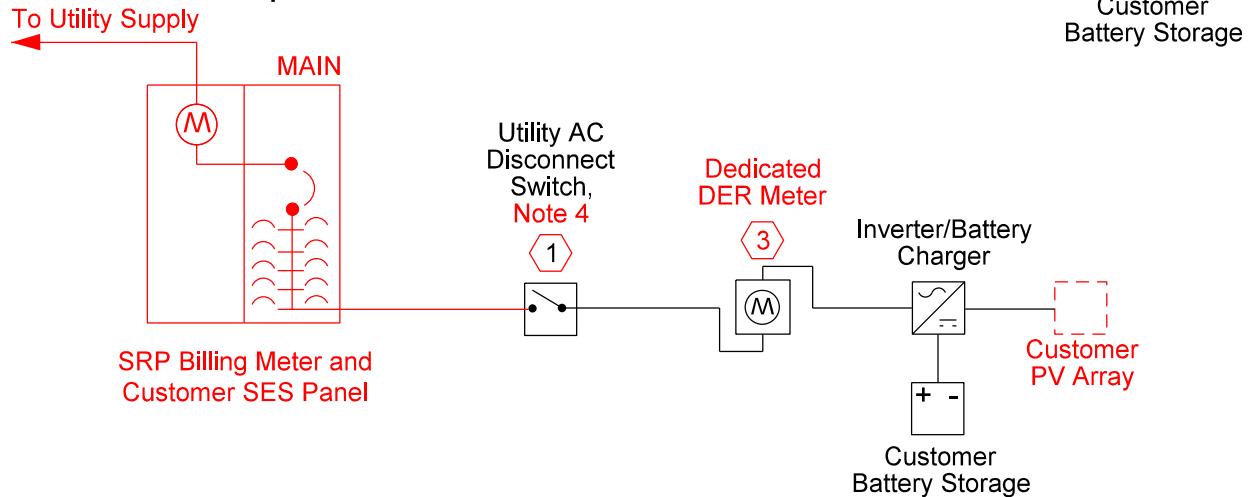 To Utility Supply
Customer
Battery Storage
MAIN
M
Utility AC
Disconnect
Switch,
Note 4
1
Dedicated
DER Meter
3
M
Inverter/Battery
Charger
+ -
SRP Billing Meter and
Customer SES Panel
Customer
PV Array
Customer
Battery Storage